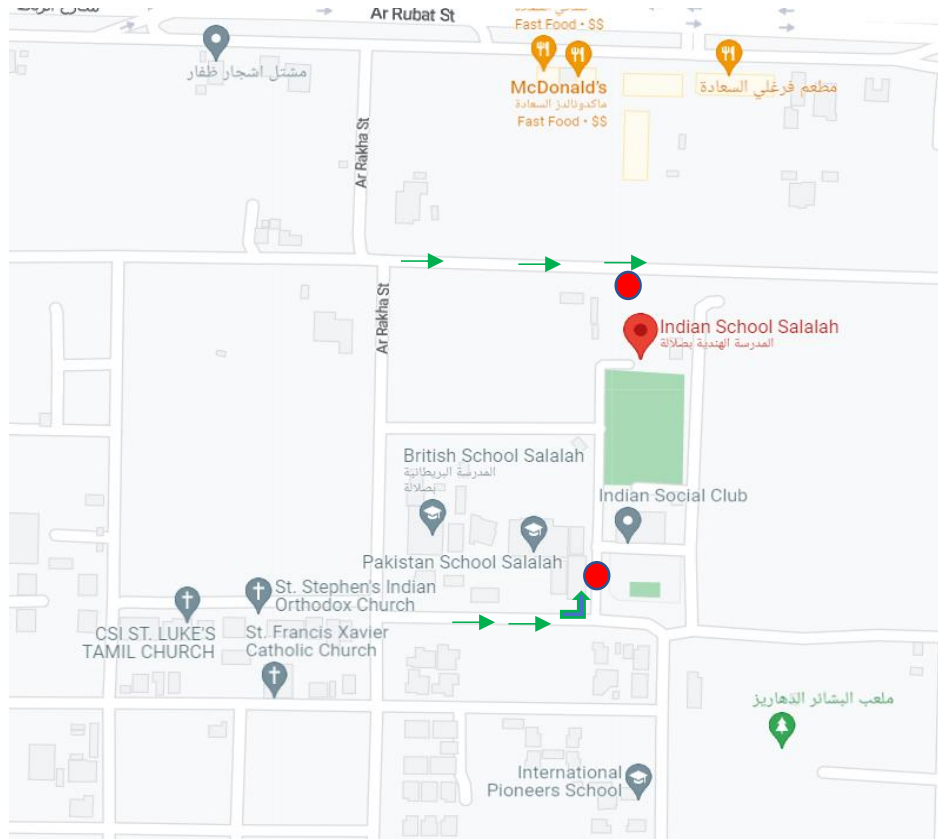 Ar Rubat St
Fast Food • $$
مشتل اشجار ظفار
McDonald's
ماكدونالدز السعادة
Fast Food • $$
مطعم فرغلي السعادة
Ar Rakha St
Ar Rakha St
Indian School Salalah
المدرسة الهندية بصلالة
British School Salalah
المدرسة البريطانية
بصلالة
Indian Social Club
Pakistan School Salalah
St. Stephen's Indian
Orthodox Church
CSI ST. LUKE'S
TAMIL CHURCH
St. Francis Xavier
Catholic Church
ملعب البشائر الدهاريز
International
Pioneers School